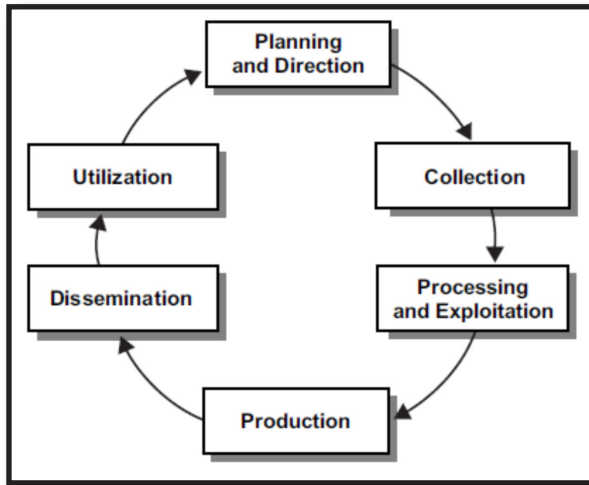 Planning
and Direction
Collection
Processing
and Exploitation
Production
Dissemination
Utilization